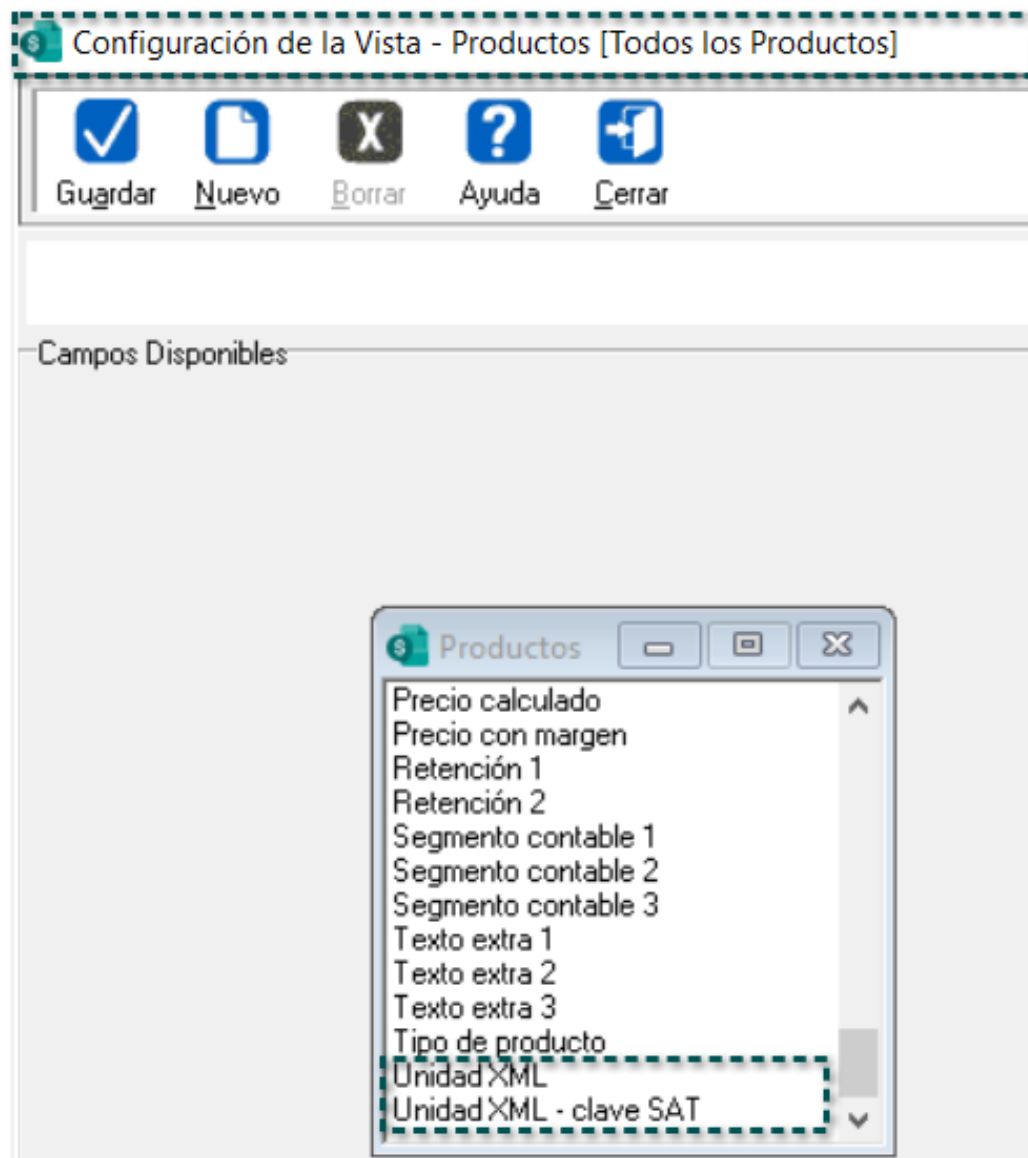 Configuración de la Vista - Productos [Todos los Productos]
Guardar Nuevo Borrar Ayuda Cerrar
Campos Disponibles
Productos
Precio calculado
Precio con margen
Retención 1
Retención 2
Segmento contable 1
Segmento contable 2
Segmento contable 3
Texto extra 1
Texto extra 2
Texto extra 3
Tipo de producto
Unidad XML
Unidad XML - clave SAT